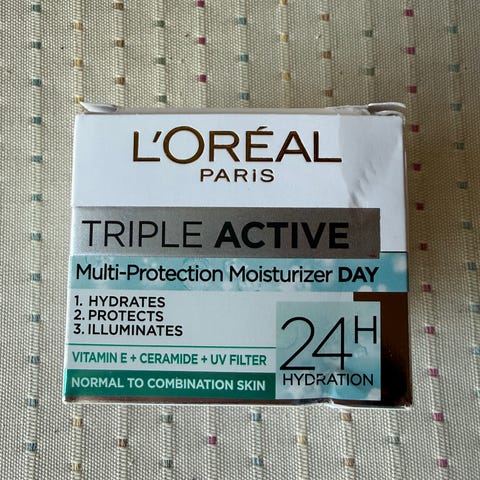 L'ORÉAL
PARIS
TRIPLE ACTIVE
Multi-Protection Moisturizer DAY
1. HYDRATES
2. PROTECTS
3. ILLUMINATES
24H
HYDRATION
VITAMIN E + CERAMIDE + UV FILTER
NORMAL TO COMBINATION SKIN